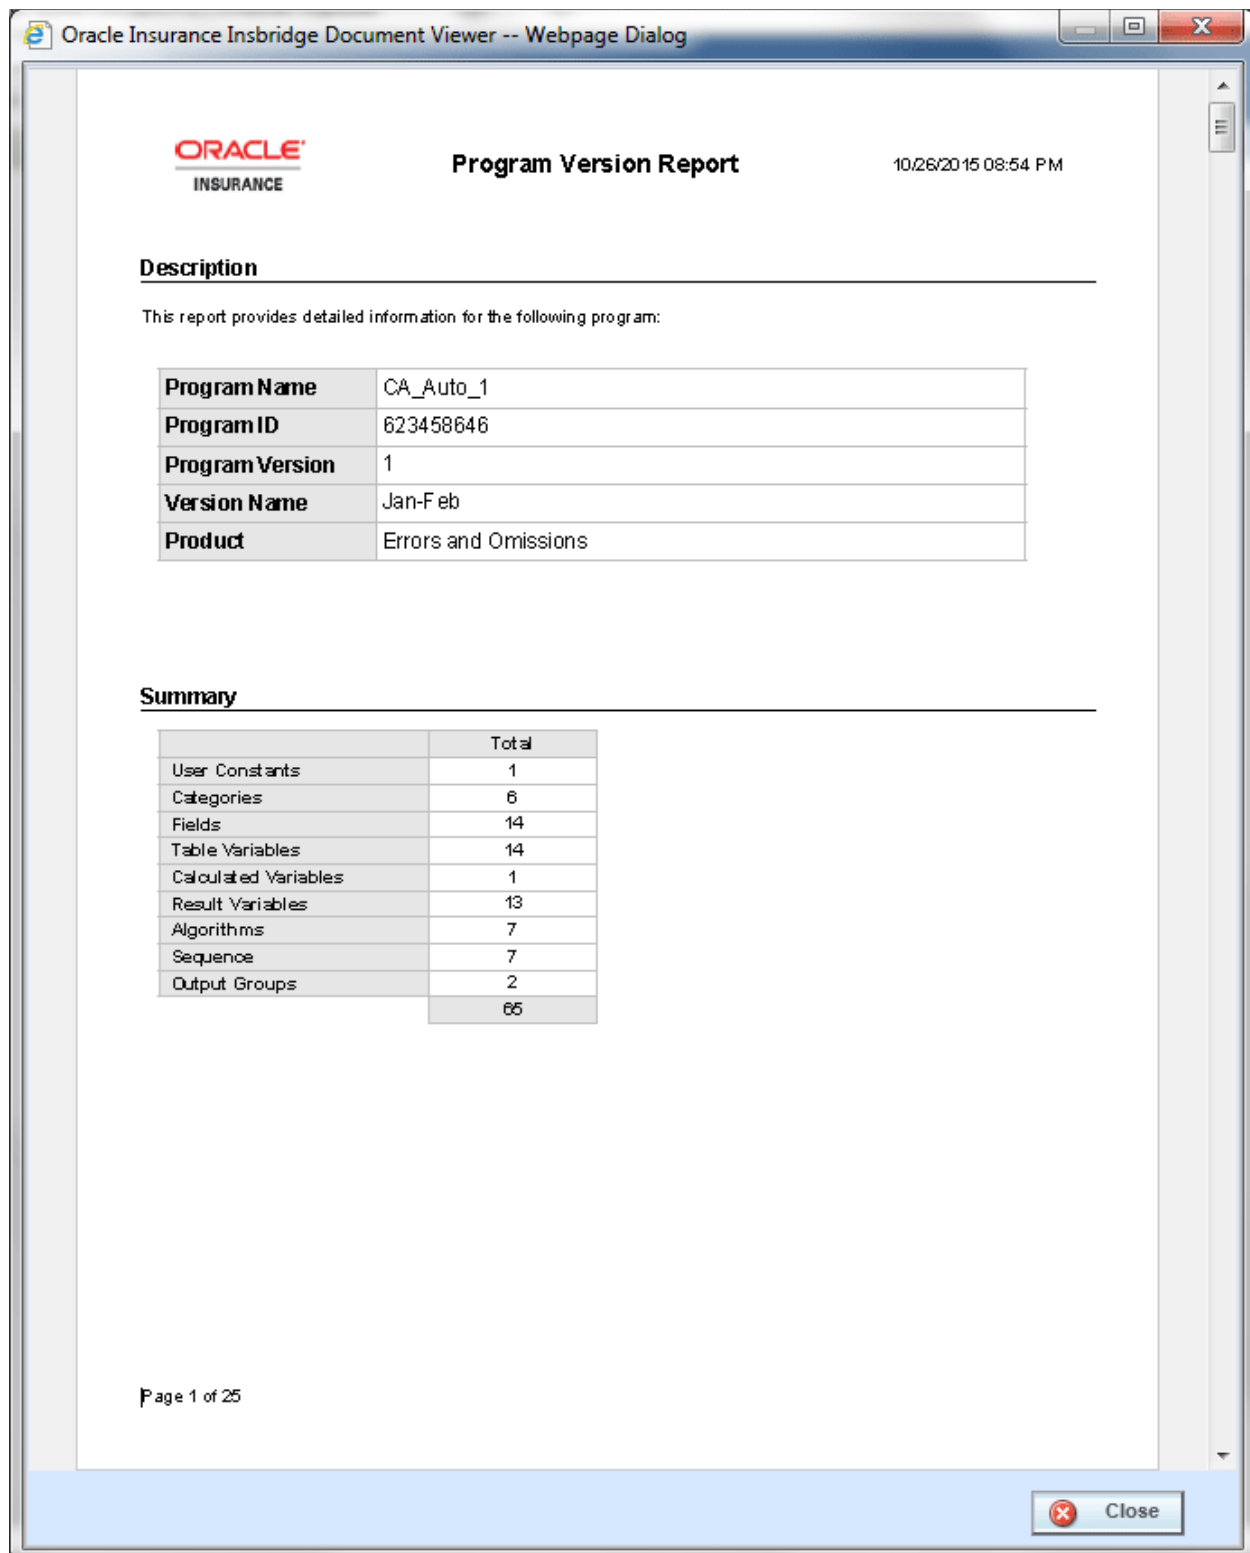 Oracle Insurance Insbridge Document Viewer -- Webpage Dialog
ORACLE
INSURANCE
Program Version Report
10/26/2015 08:54 PM
Description
This report provides detailed information for the following program:
Program Name CA_Auto_1
Program ID 623458646
Program Version 1
Version Name Jan-Feb
Product Errors and Omissions
Summary
Total
User Constants 1
Categories 6
Fields 14
Table Variables 14
Calculated Variables 1
Result Variables 13
Algorithms 7
Sequence 7
Output Groups 2
65
Page 1 of 25
Close